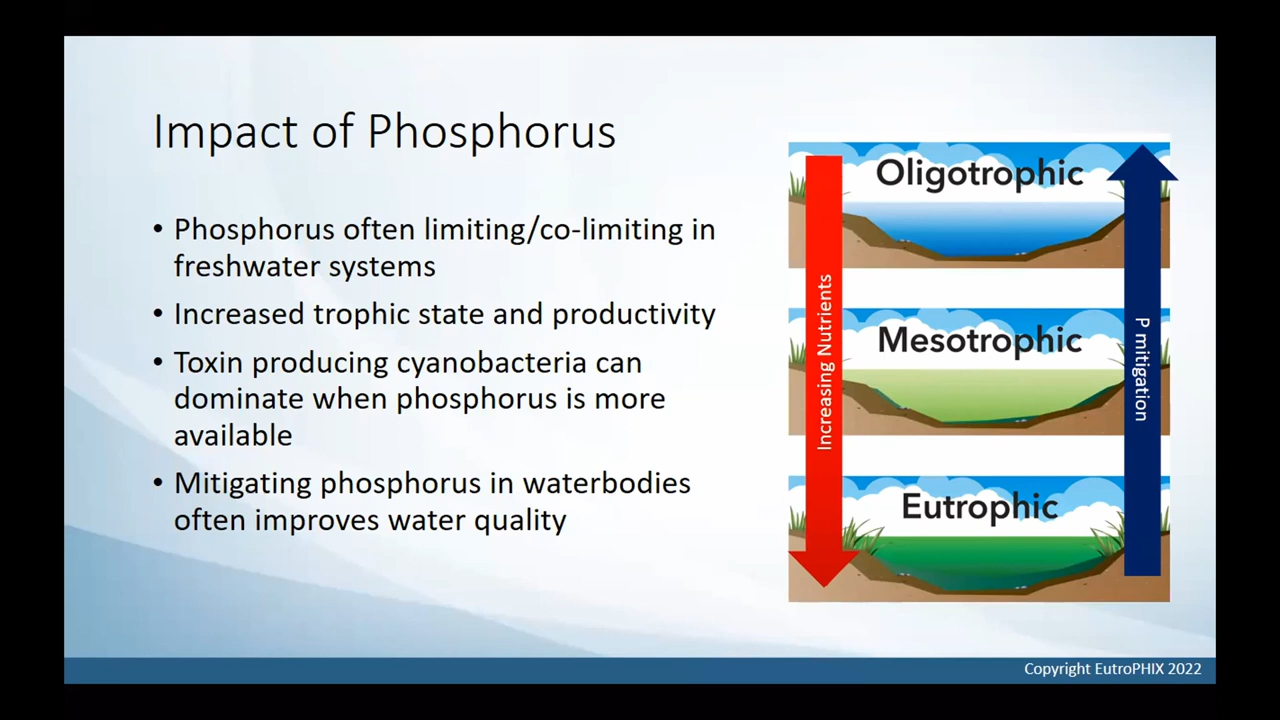 Impact of Phosphorus
• Phosphorus often limiting/co-limiting in
freshwater systems
• Increased trophic state and productivity
• Toxin producing cyanobacteria can
dominate when phosphorus is more
available
• Mitigating phosphorus in waterbodies
often improves water quality
Oligotrophic
Mesotrophic
Eutrophic
Increasing Nutrients
P mitigation
Copyright EutroPHIX 2022